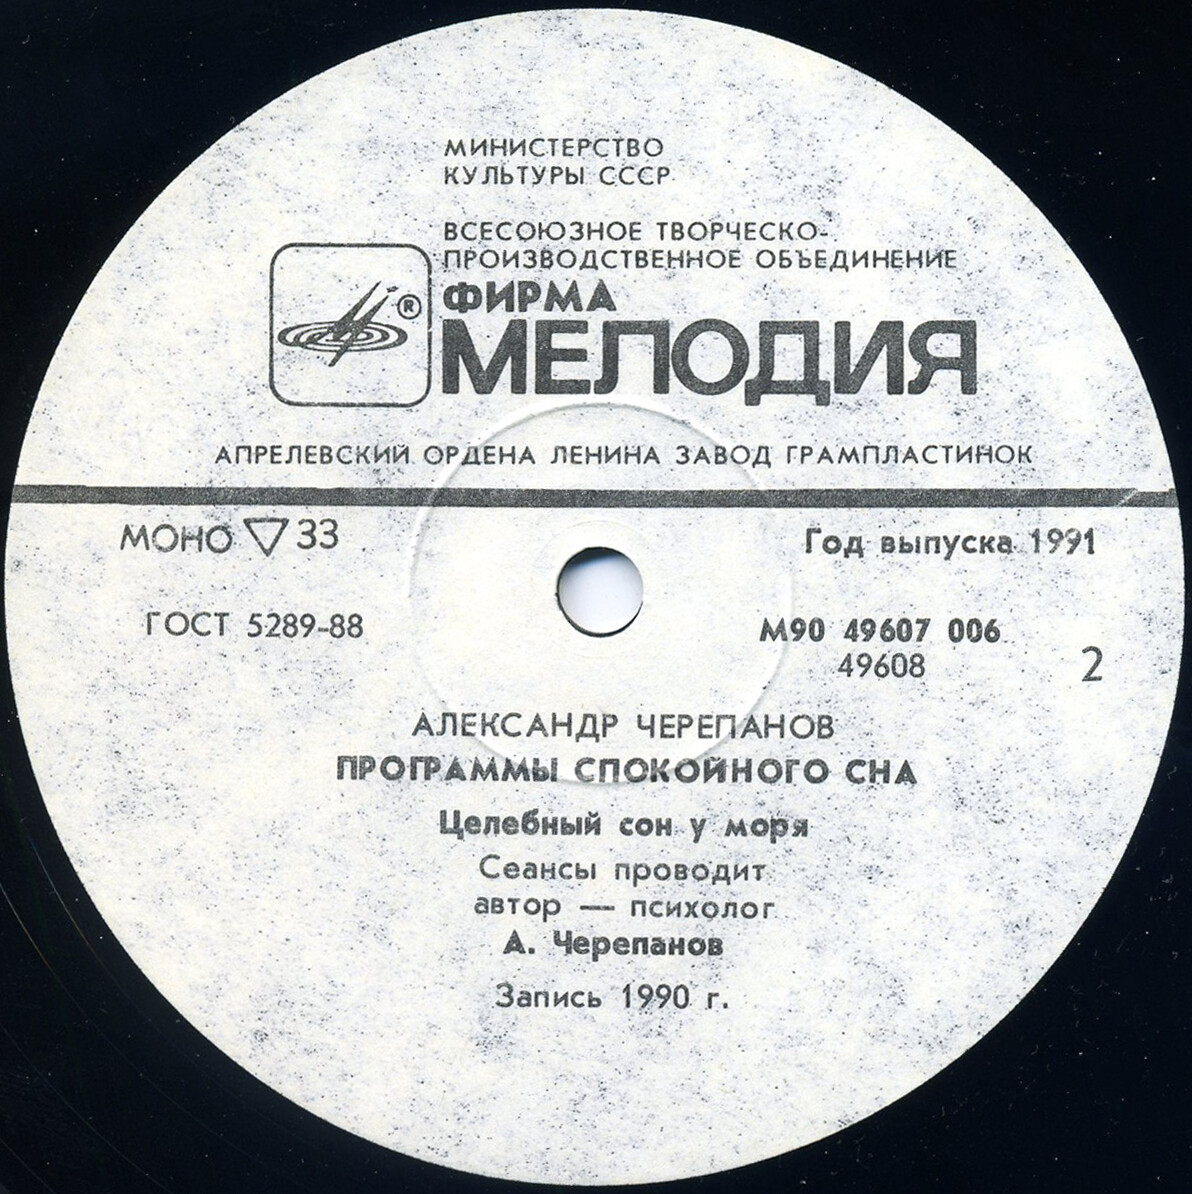 МИНИСТЕРСТВО
КУЛЬТУРЫ СССР
ВСЕСОЮЗНОЕ ТВОРЧЕСКО-
ПРОИЗВОДСТВЕННОЕ ОБЪЕДИНЕНИЕ
®
ФИРМА
МЕЛОДИЯ
АПРЕЛЕВСКИЙ ОРДЕНА ЛЕНИНА ЗАВОД ГРАМПЛАСТИНОК
МОНО ▽ 33
Год выпуска 1991
ГОСТ 5289-88
М90 49607 006
49608
2
АЛЕКСАНДР ЧЕРЕПАНОВ
ПРОГРАММЫ СПОКОЙНОГО СНА
Целебный сон у моря
Сеансы проводит
автор — психолог
А. Черепанов
Запись 1990 г.